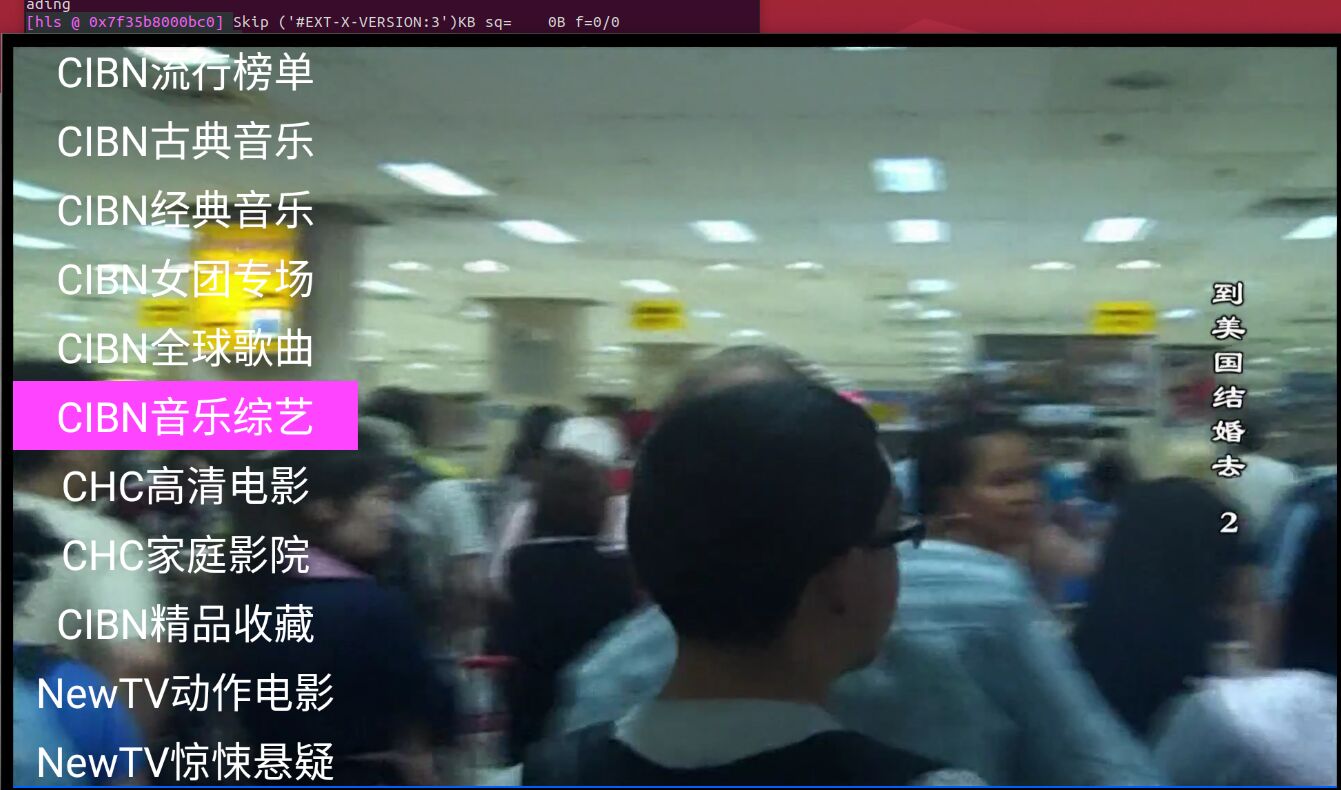 ading
[hls @ 0x7f35b8000bc0] Skip ('#EXT-X-VERSION:3')KB sq=    0B f=0/0
CIBN流行榜单
CIBN古典音乐
CIBN经典音乐
CIBN女团专场
CIBN全球歌曲
CIBN音乐综艺
CHC高清电影
CHC家庭影院
CIBN精品收藏
NewTV动作电影
NewTV惊悚悬疑
到美国结婚去 2